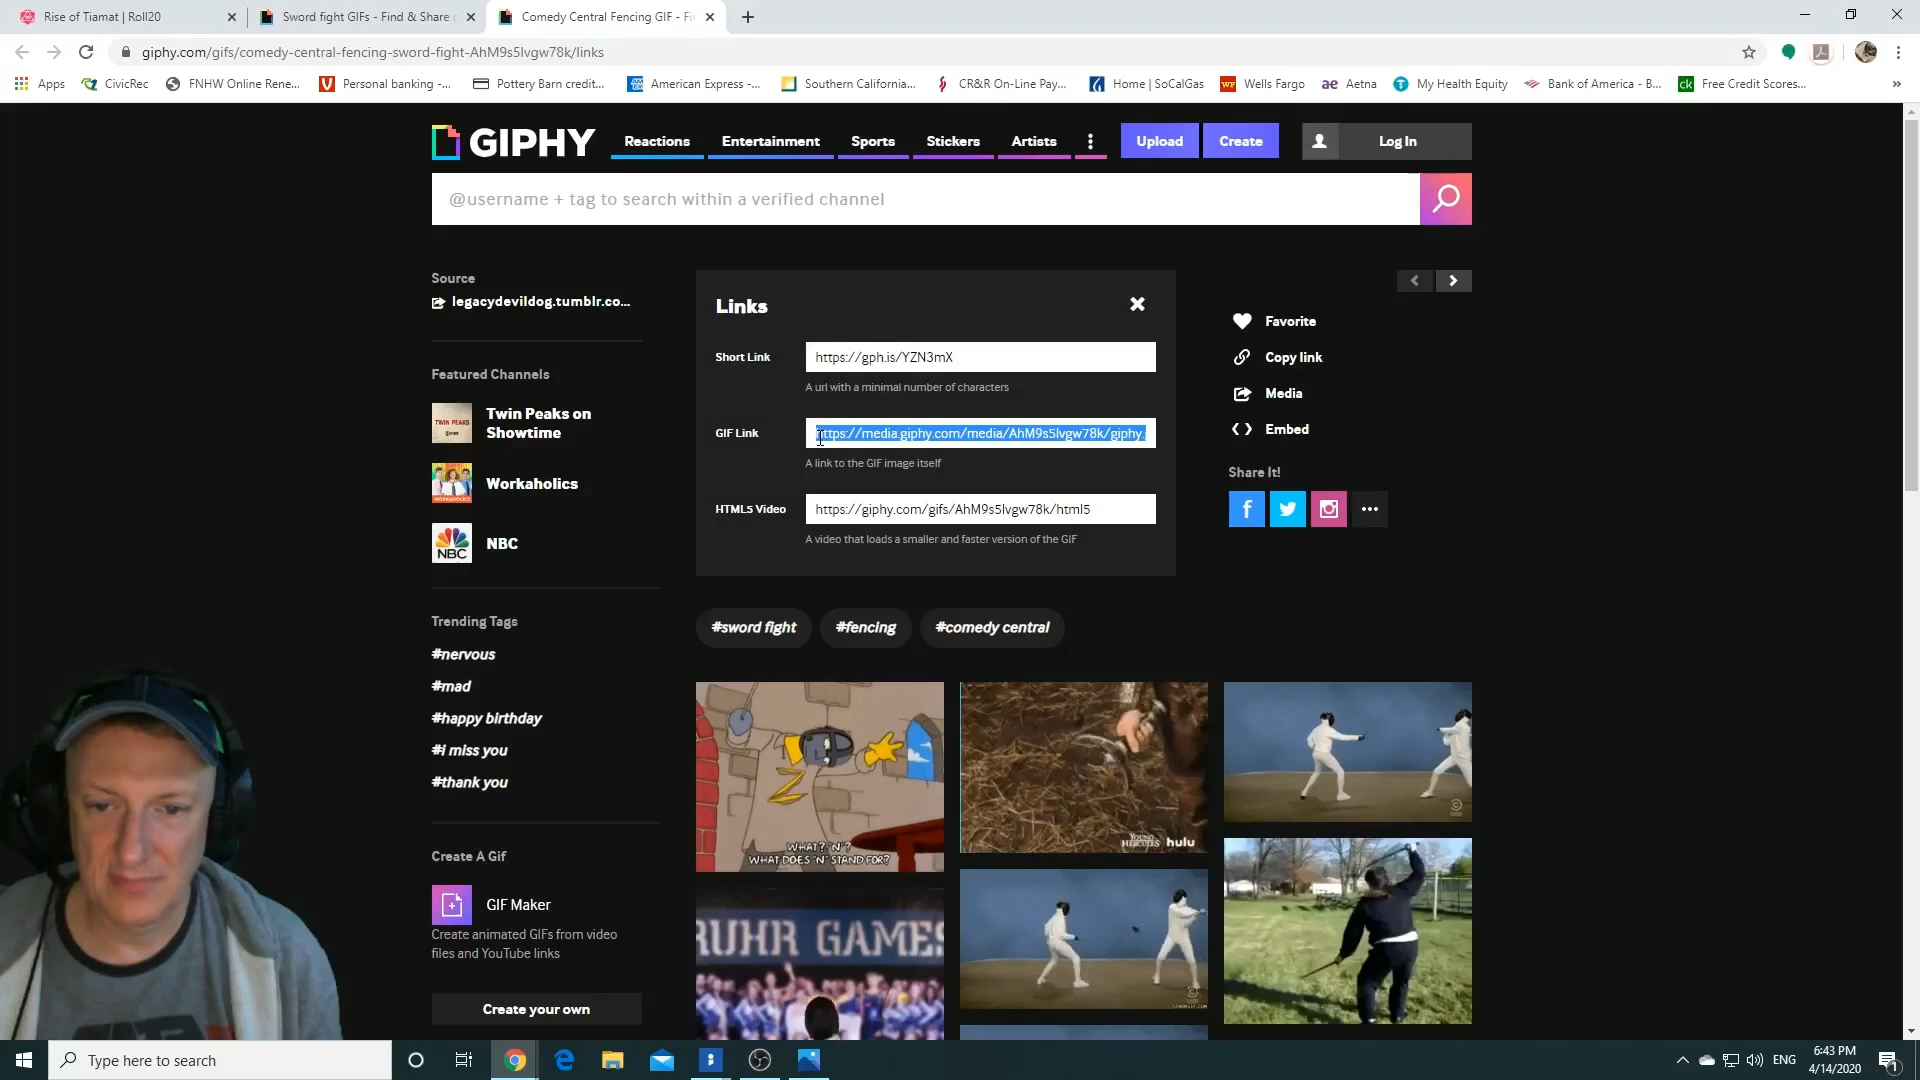 Rise of Tiamat | Roll20
Sword fight GIFs - Find & Share
Comedy Central Fencing GIF - Fi
giphy.com/gifs/comedy-central-fencing-sword-fight-AhM9s5lvgw78k/links
Apps
CivicRec
FNHW Online Rene...
Personal banking -...
Pottery Barn credit...
American Express -...
Southern California...
CR&R On-Line Pay...
Home | SoCalGas
Wells Fargo
ae Aetna
My Health Equity
Bank of America - B...
ck Free Credit Scores...
»
GIPHY
Reactions
Entertainment
Sports
Stickers
Artists
Upload
Create
Log In
@username + tag to search within a verified channel
Source
legacydevildog.tumblr.co...
Featured Channels
TWIN PEAKS
Twin Peaks on
Showtime
WORKAHOLICS
Workaholics
NBC
NBC
Trending Tags
#nervous
#mad
#happy birthday
#i miss you
#thank you
Create A Gif
GIF Maker
Create animated GIFs from video
files and YouTube links
Create your own
Links
Short Link
https://gph.is/YZN3mX
A url with a minimal number of characters
GIF Link
https://media.giphy.com/media/AhM9s5lvgw78k/giphy.
A link to the GIF image itself
HTML5 Video
https://giphy.com/gifs/AhM9s5lvgw78k/html5
A video that loads a smaller and faster version of the GIF
Favorite
Copy link
Media
Embed
Share It!
#sword fight
#fencing
#comedy central
WHAT? "N"?
WHAT DOES "N" STAND FOR?
YOUNG
HERCULES
hulu
RUHR GAMES
Type here to search
ENG
6:43 PM
4/14/2020
1